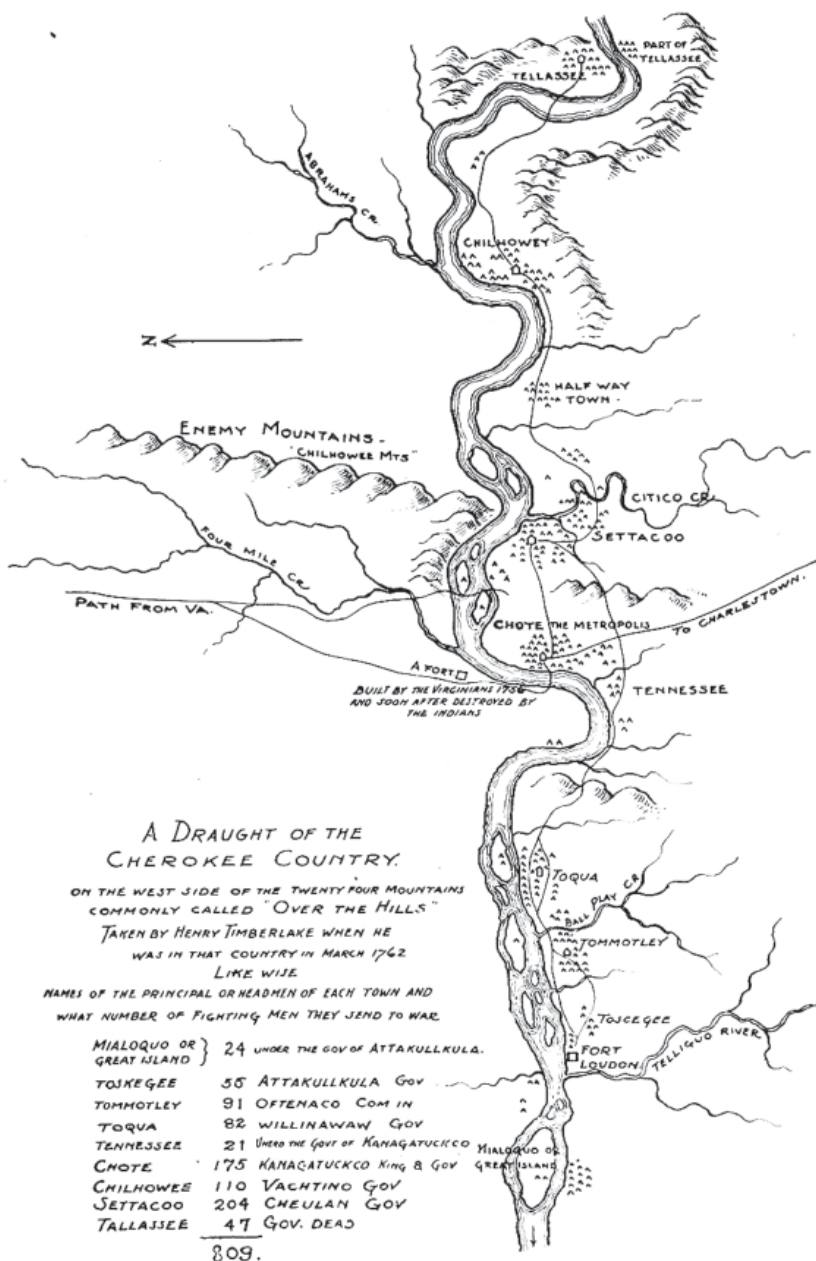 PART OF
TELLASSEE
TELLASSEE
ABRAHAMS CR.
CHILHOWEY
N
HALF WAY
TOWN -
ENEMY MOUNTAINS -
"CHILHOWEE MTS"
CITICO CR.
SETTACOO
FOUR MILE CR.
PATH FROM VA.
CHOTE THE METROPOLIS
TO CHARLESTOWN.
A FORT
BUILT BY THE VIRGINIANS 1756
AND SOON AFTER DESTROYED BY
THE INDIANS
TENNESSEE
A DRAUGHT OF THE
CHEROKEE COUNTRY.
ON THE WEST SIDE OF THE TWENTY FOUR MOUNTAINS
COMMONLY CALLED "OVER THE HILLS"
TAKEN BY HENRY TIMBERLAKE WHEN HE
WAS IN THAT COUNTRY IN MARCH 1762
LIKE WISE
NAMES OF THE PRINCIPAL OR HEADMEN OF EACH TOWN AND
WHAT NUMBER OF FIGHTING MEN THEY SEND TO WAR
MIALOQUO OR
GREAT ISLAND } 24 UNDER THE GOV OF ATTAKULLKULA.
TOSKEGEE 55 ATTAKULLKULA GOV
TOMMOTLEY 91 OFTENACO COM IN
TOQUA 82 WILLINAWAW GOV
TENNESSEE 21 UNDER THE GOVT OF KANAGATUCKCO
CHOTE 175 KANAGATUCKCO KING & GOV
CHILHOWEE 110 YACHTINO GOV
SETTACOO 204 CHEULAN GOV
TALLASSEE 47 GOV. DEAD
809.
TOQUA
BALL PLAY CR.
TOMMOTLEY
TOSCEGEE
FORT
LOUDON
TELLIQUO RIVER
MIALOQUO OR
GREAT ISLAND